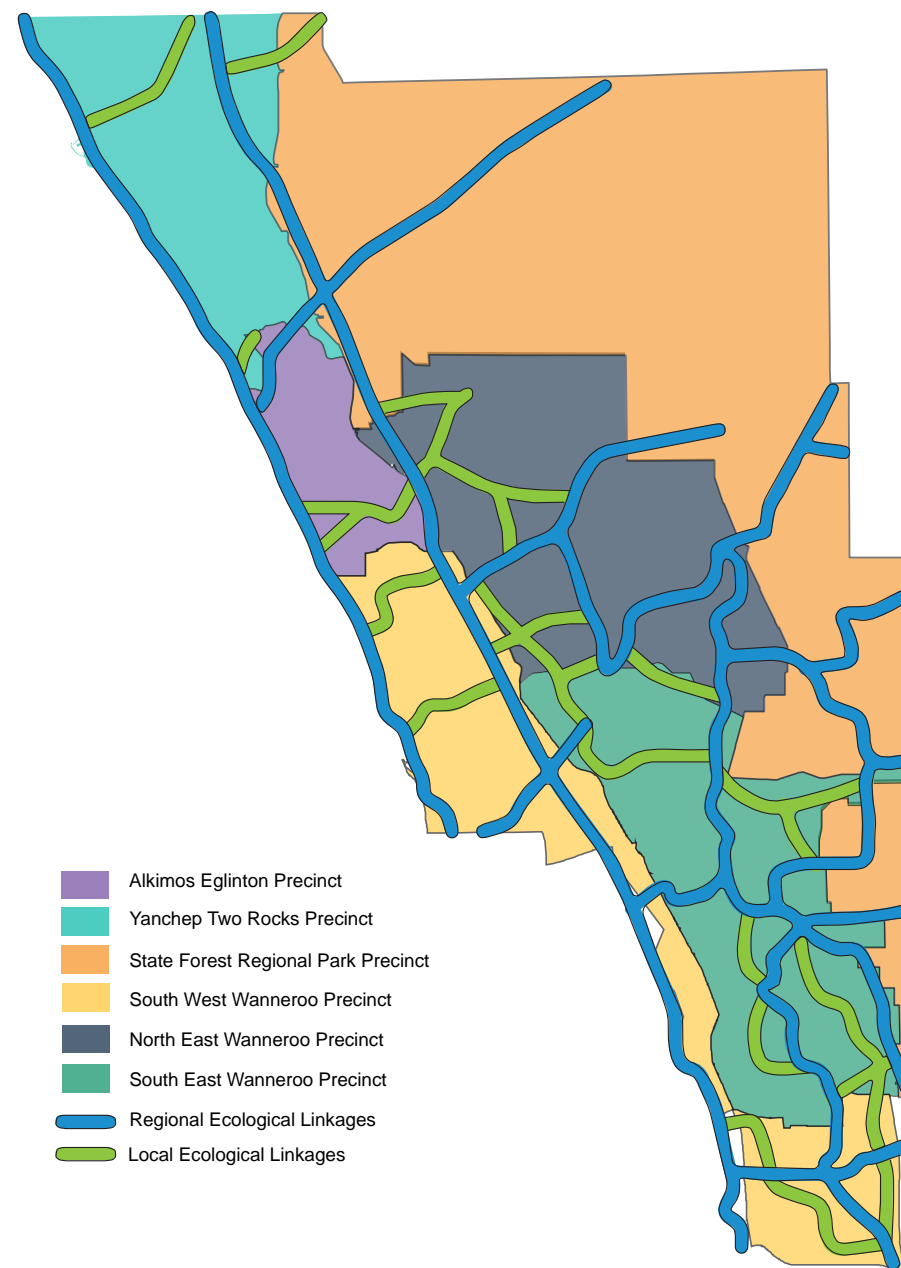 Alkimos Eglinton Precinct
Yanchep Two Rocks Precinct
State Forest Regional Park Precinct
South West Wanneroo Precinct
North East Wanneroo Precinct
South East Wanneroo Precinct
Regional Ecological Linkages
Local Ecological Linkages